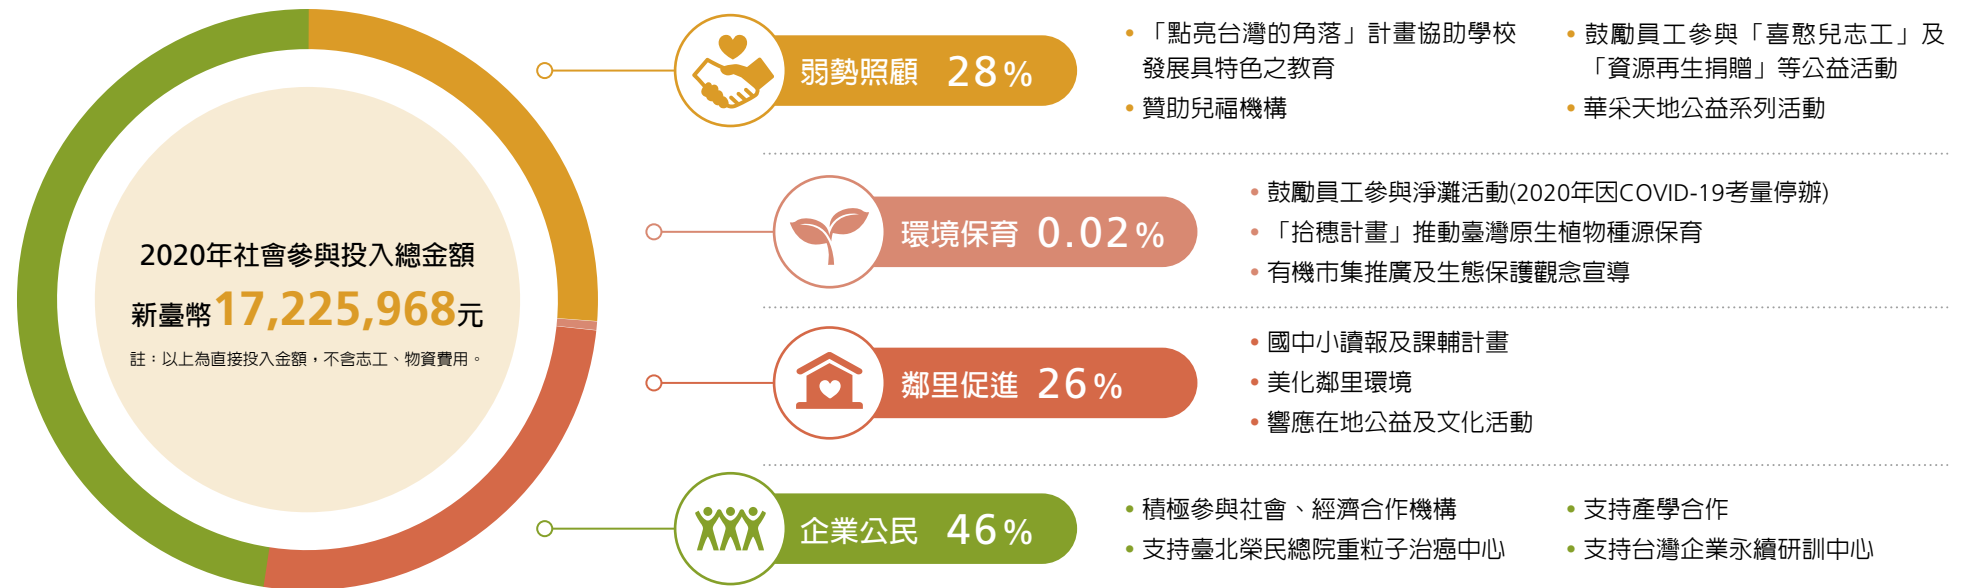 2020年社會參與投入總金額
新臺幣17,225,968元
註：以上為直接投入金額，不含志工、物資費用。
弱勢照顧 28%
•「點亮台灣的角落」計畫協助學校
發展具特色之教育
•贊助兒福機構
•鼓勵員工參與「喜憨兒志工」及
「資源再生捐贈」等公益活動
•華采天地公益系列活動
環境保育 0.02%
•鼓勵員工參與淨灘活動(2020年因COVID-19考量停辦)
•「拾穗計畫」推動臺灣原生植物種源保育
•有機市集推廣及生態保護觀念宣導
鄰里促進 26%
•國中小讀報及課輔計畫
•美化鄰里環境
•響應在地公益及文化活動
企業公民 46%
•積極參與社會、經濟合作機構
•支持臺北榮民總院重粒子治癌中心
•支持產學合作
•支持台灣企業永續研訓中心